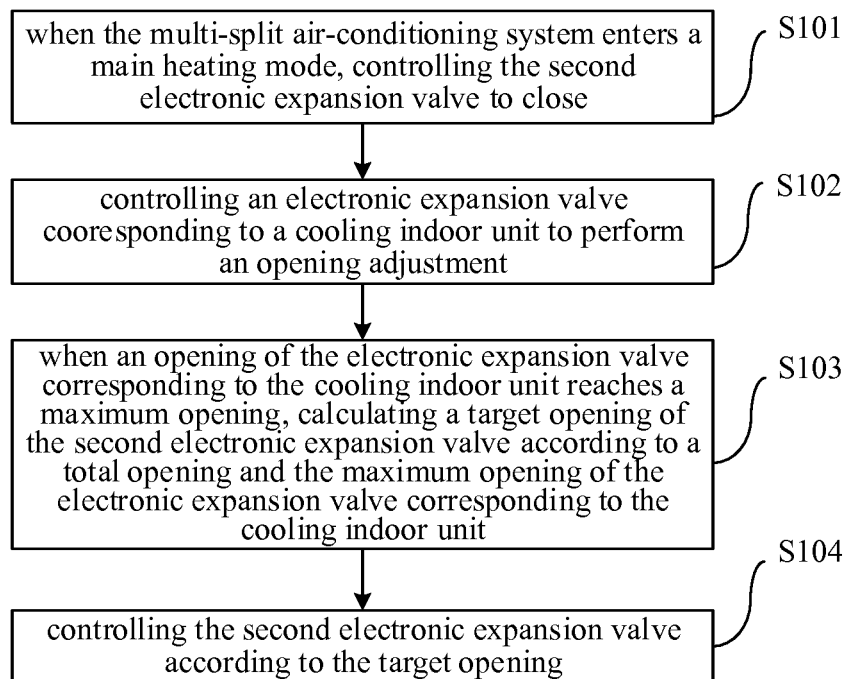 when the multi-split air-conditioning system enters a
main heating mode, controlling the second
electronic expansion valve to close
S101
controlling an electronic expansion valve
cooresponding to a cooling indoor unit to perform
an opening adjustment
S102
when an opening of the electronic expansion valve
corresponding to the cooling indoor unit reaches a
maximum opening, calculating a target opening of
the second electronic expansion valve according to a
total opening and the maximum opening of the
electronic expansion valve corresponding to the
cooling indoor unit
S103
controlling the second electronic expansion valve
according to the target opening
S104